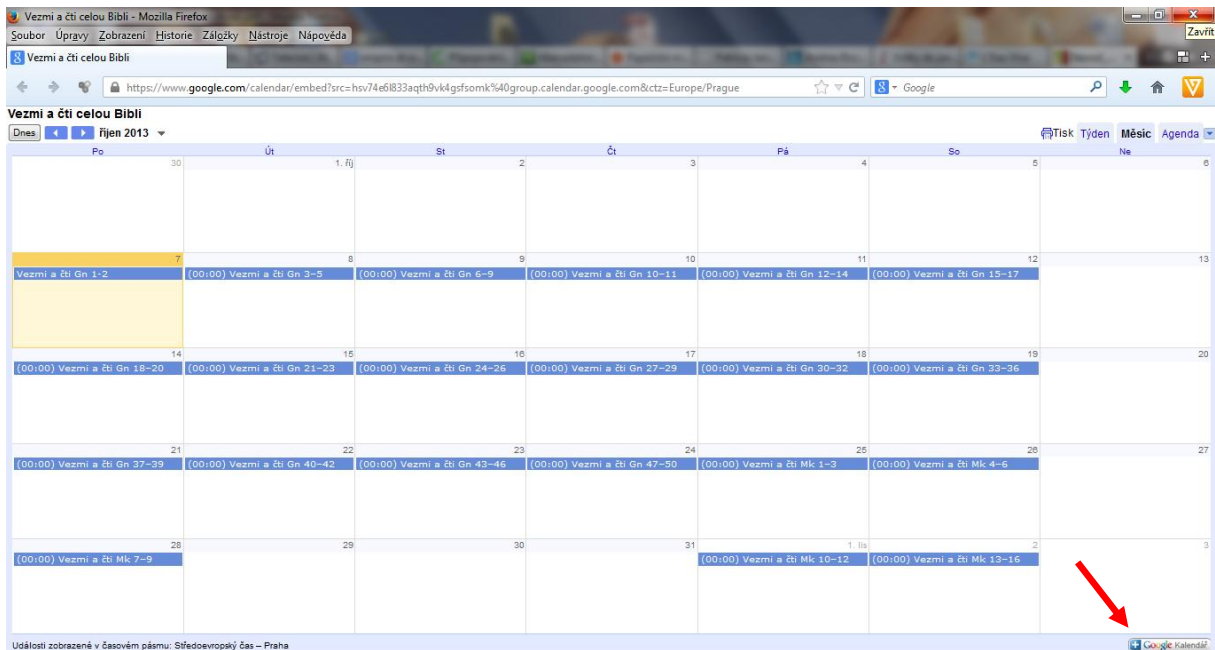 Vezmi a čti celou Bibli - Mozilla Firefox
Zavřít
Soubor Úpravy Zobrazení Historie Záložky Nástroje Nápověda
Vezmi a čti celou Bibli
https://www.google.com/calendar/embed?src=hsv74e6l833aqth9vk4gsfsomk%40group.calendar.google.com&ctz=Europe/Prague
Google
Vezmi a čti celou Bibli
Dnes říjen 2013 Tisk Týden Měsíc Agenda
Po Út St Čt Pá So Ne
30 1. říj 2 3 4 5 6
7 8 9 10 11 12 13
Vezmi a čti Gn 1-2 (00:00) Vezmi a čti Gn 3–5 (00:00) Vezmi a čti Gn 6–9 (00:00) Vezmi a čti Gn 10–11 (00:00) Vezmi a čti Gn 12–14 (00:00) Vezmi a čti Gn 15–17
14 15 16 17 18 19 20
(00:00) Vezmi a čti Gn 18–20 (00:00) Vezmi a čti Gn 21–23 (00:00) Vezmi a čti Gn 24–26 (00:00) Vezmi a čti Gn 27–29 (00:00) Vezmi a čti Gn 30–32 (00:00) Vezmi a čti Gn 33–36
21 22 23 24 25 26 27
(00:00) Vezmi a čti Gn 37–39 (00:00) Vezmi a čti Gn 40–42 (00:00) Vezmi a čti Gn 43–46 (00:00) Vezmi a čti Gn 47–50 (00:00) Vezmi a čti Mk 1–3 (00:00) Vezmi a čti Mk 4–6
28 29 30 31 1. lis 2 3
(00:00) Vezmi a čti Mk 7–9 (00:00) Vezmi a čti Mk 10–12 (00:00) Vezmi a čti Mk 13–16
Události zobrazené v časovém pásmu: Středoevropský čas – Praha
Google Kalendář